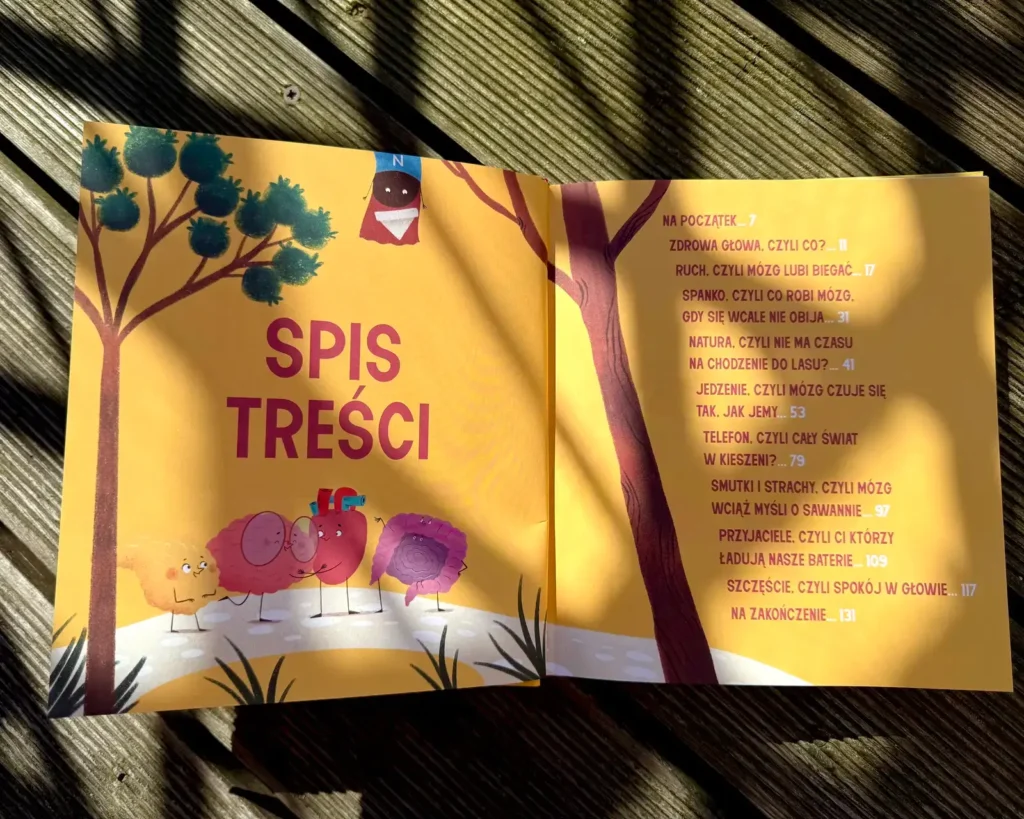 N
SPIS
TREŚCI
NA POCZĄTEK... 7
ZDROWA GŁOWA, CZYLI CO?... 11
RUCH, CZYLI MÓZG LUBI BIEGAĆ... 17
SPANKO, CZYLI CO ROBI MÓZG,
GDY SIĘ WCALE NIE OBIJA... 31
NATURA, CZYLI NIE MA CZASU
NA CHODZENIE DO LASU?... 41
JEDZENIE, CZYLI MÓZG CZUJE SIĘ
TAK, JAK JEMY... 53
TELEFON, CZYLI CAŁY ŚWIAT
W KIESZENI?... 79
SMUTKI I STRACHY, CZYLI MÓZG
WCIĄŻ MYŚLI O SAWANNIE... 97
PRZYJACIELE, CZYLI CI KTÓRZY
ŁADUJĄ NASZE BATERIE... 109
SZCZĘŚCIE, CZYLI SPOKÓJ W GŁOWIE... 117
NA ZAKOŃCZENIE... 131